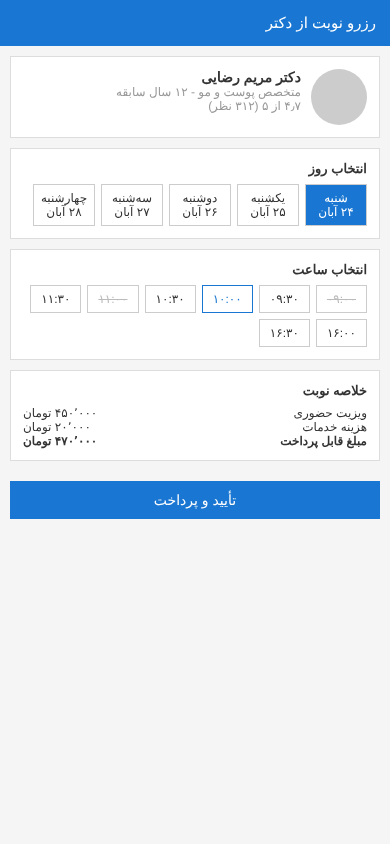 رزرو نوبت از دکتر
دکتر مریم رضایی
متخصص پوست و مو - ۱۲ سال سابقه
۴٫۷ از ۵ (۳۱۲ نظر)
انتخاب روز
شنبه یکشنبه دوشنبه سه‌شنبه چهارشنبه
۲۴ آبان ۲۵ آبان ۲۶ آبان ۲۷ آبان ۲۸ آبان
انتخاب ساعت
۹:۰۰ ۰۹:۳۰ ۱۰:۰۰ ۱۰:۳۰ ۱۱:۰۰ ۱۱:۳۰
۱۶:۰۰ ۱۶:۳۰
خلاصه نوبت
ویزیت حضوری ۴۵۰٬۰۰۰ تومان
هزینه خدمات ۲۰٬۰۰۰ تومان
مبلغ قابل پرداخت ۴۷۰٬۰۰۰ تومان
تأیید و پرداخت